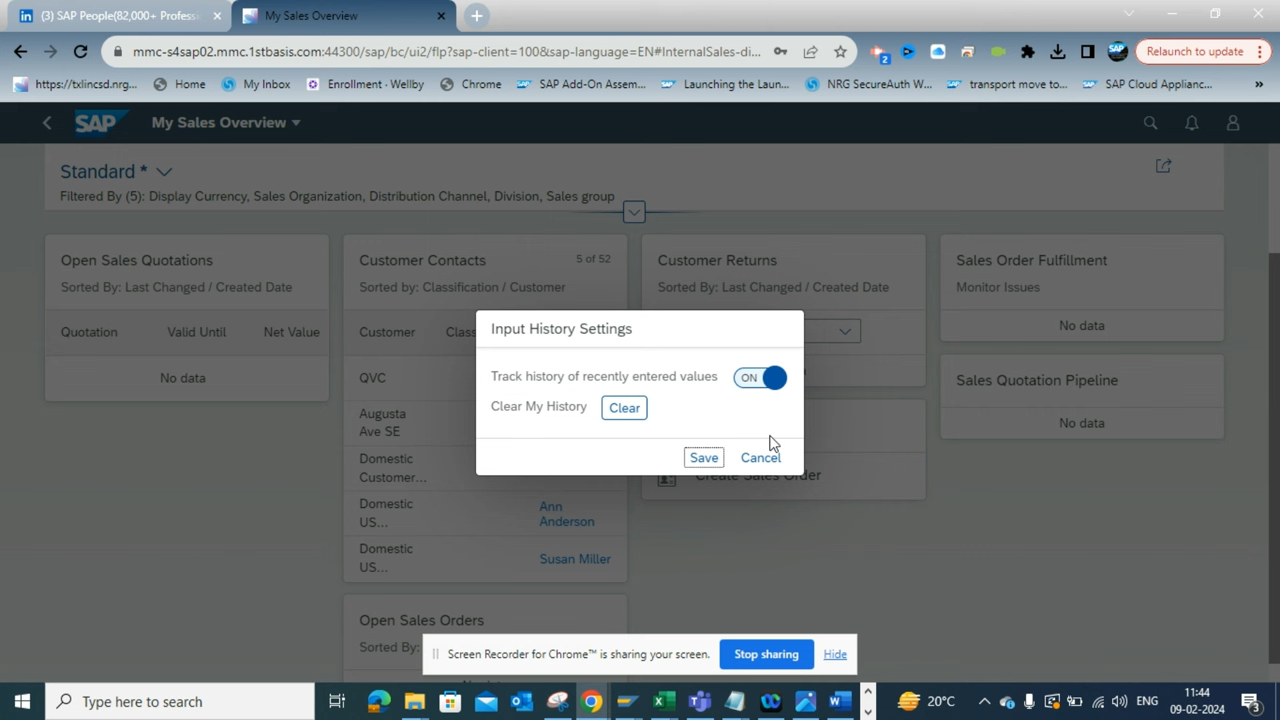 (3) SAP People(82,000+ Professi
My Sales Overview
mmc-s4sap02.mmc.1stbasis.com:44300/sap/bc/ui2/flp?sap-client=100&sap-language=EN#InternalSales-di...
2
Relaunch to update
https://txlincsd.nrg...
Home
My Inbox
Enrollment - Wellby
Chrome
SAP Add-On Assem...
Launching the Laun...
NRG SecureAuth W...
transport move to...
SAP Cloud Applianc...
»
SAP
My Sales Overview
Standard *
Filtered By (5): Display Currency, Sales Organization, Distribution Channel, Division, Sales group
Open Sales Quotations
Sorted By: Last Changed / Created Date
Quotation Valid Until Net Value
No data
Customer Contacts 5 of 52
Sorted by: Classification / Customer
Customer Class
QVC
Augusta
Ave SE
Domestic
Customer...
Domestic
US...
Ann
Anderson
Domestic
US...
Susan Miller
Open Sales Orders
Sorted By:
Customer Returns
Sorted By: Last Changed / Created Date
Create Sales Order
Sales Order Fulfillment
Monitor Issues
No data
Sales Quotation Pipeline
No data
Input History Settings
Track history of recently entered values ON
Clear My History Clear
Save Cancel
Screen Recorder for Chrome™ is sharing your screen. Stop sharing Hide
Type here to search
20°C
ENG
11:44
09-02-2024
3